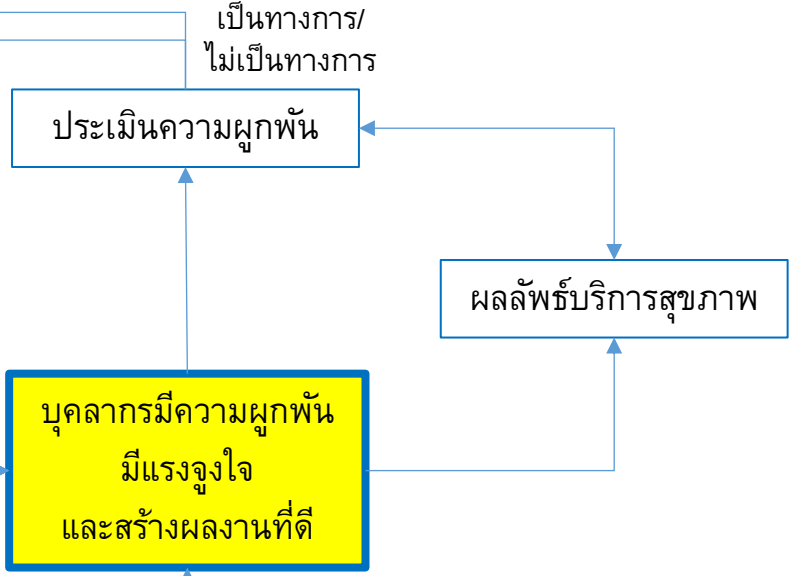 เป็นทางการ/
ไม่เป็นทางการ
ประเมินความผูกพัน
ผลลัพธ์บริการสุขภาพ
บุคลากรมีความผูกพัน
มีแรงจูงใจ
และสร้างผลงานที่ดี